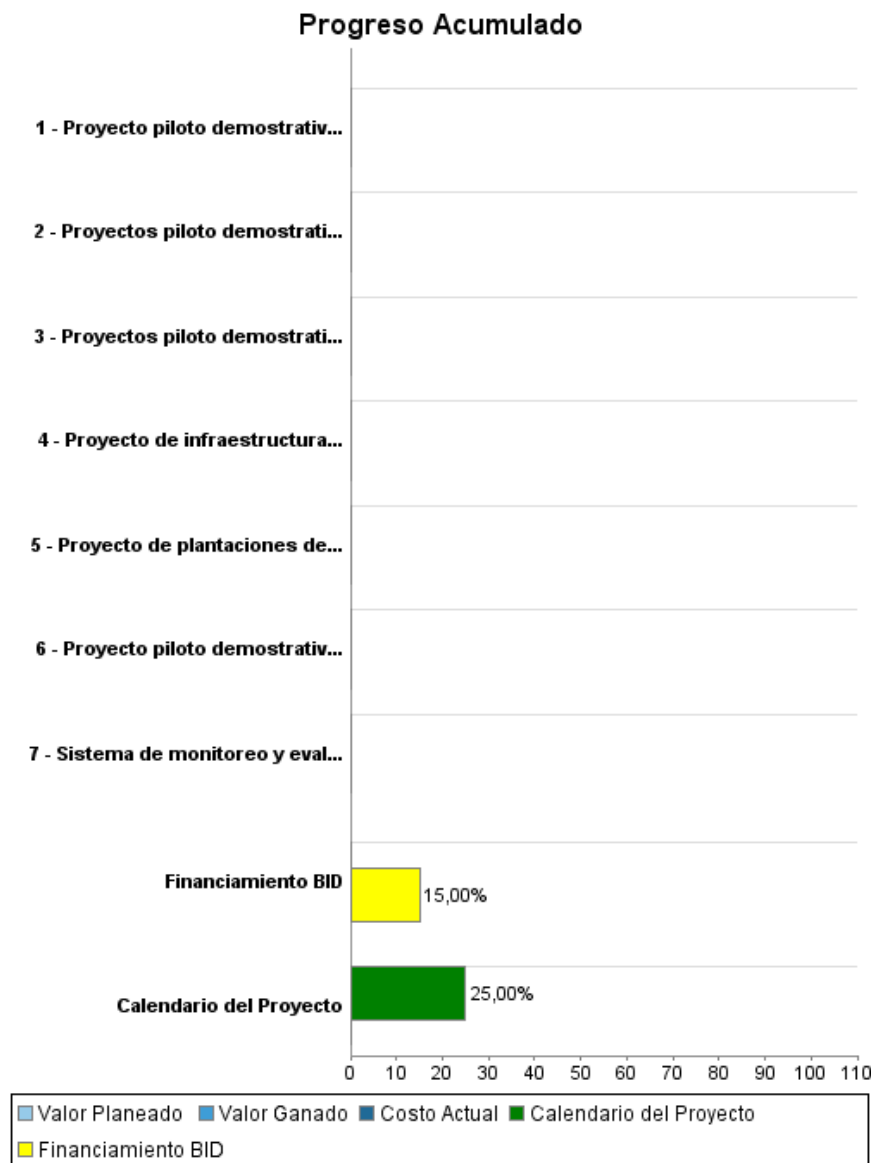 Progreso Acumulado
1 - Proyecto piloto demostrativ...
2 - Proyectos piloto demostrati...
3 - Proyectos piloto demostrati...
4 - Proyecto de infraestructura...
5 - Proyecto de plantaciones de...
6 - Proyecto piloto demostrativ...
7 - Sistema de monitoreo y eval...
Financiamiento BID
15,00%
Calendario del Proyecto
25,00%
0 10 20 30 40 50 60 70 80 90 100 110
Valor Planeado Valor Ganado Costo Actual Calendario del Proyecto
Financiamiento BID